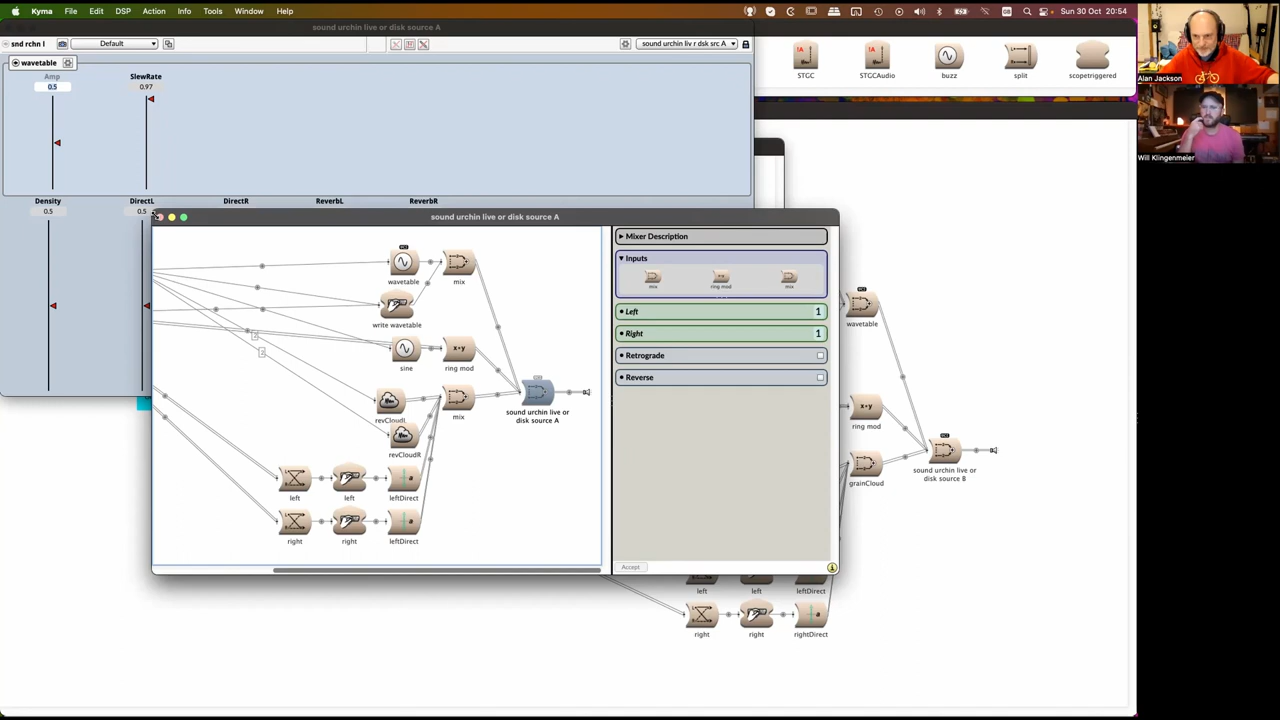 Kyma File Edit DSP Action Info Tools Window Help
Sun 30 Oct 20:54
sound urchin live or disk source A
snd rchn l
Default
sound urchin liv r dsk src A
wavetable
Amp
SlewRate
0.5
0.97
Density
DirectL
DirectR
ReverbL
ReverbR
0.5
0.5
STGC
STGCAudio
buzz
split
scopetriggered
Alan Jackson
Will Klingenmeier
sound urchin live or disk source A
wavetable
mix
write wavetable
sine
ring mod
revCloudL
mix
revCloudR
2
2
left
left
leftDirect
right
right
leftDirect
sound urchin live or
disk source A
Mixer Description
Inputs
mix
ring mod
mix
Left
1
Right
1
Retrograde
Reverse
Accept
wavetable
ring mod
grainCloud
sound urchin live or
disk source B
left
left
leftDirect
right
right
rightDirect